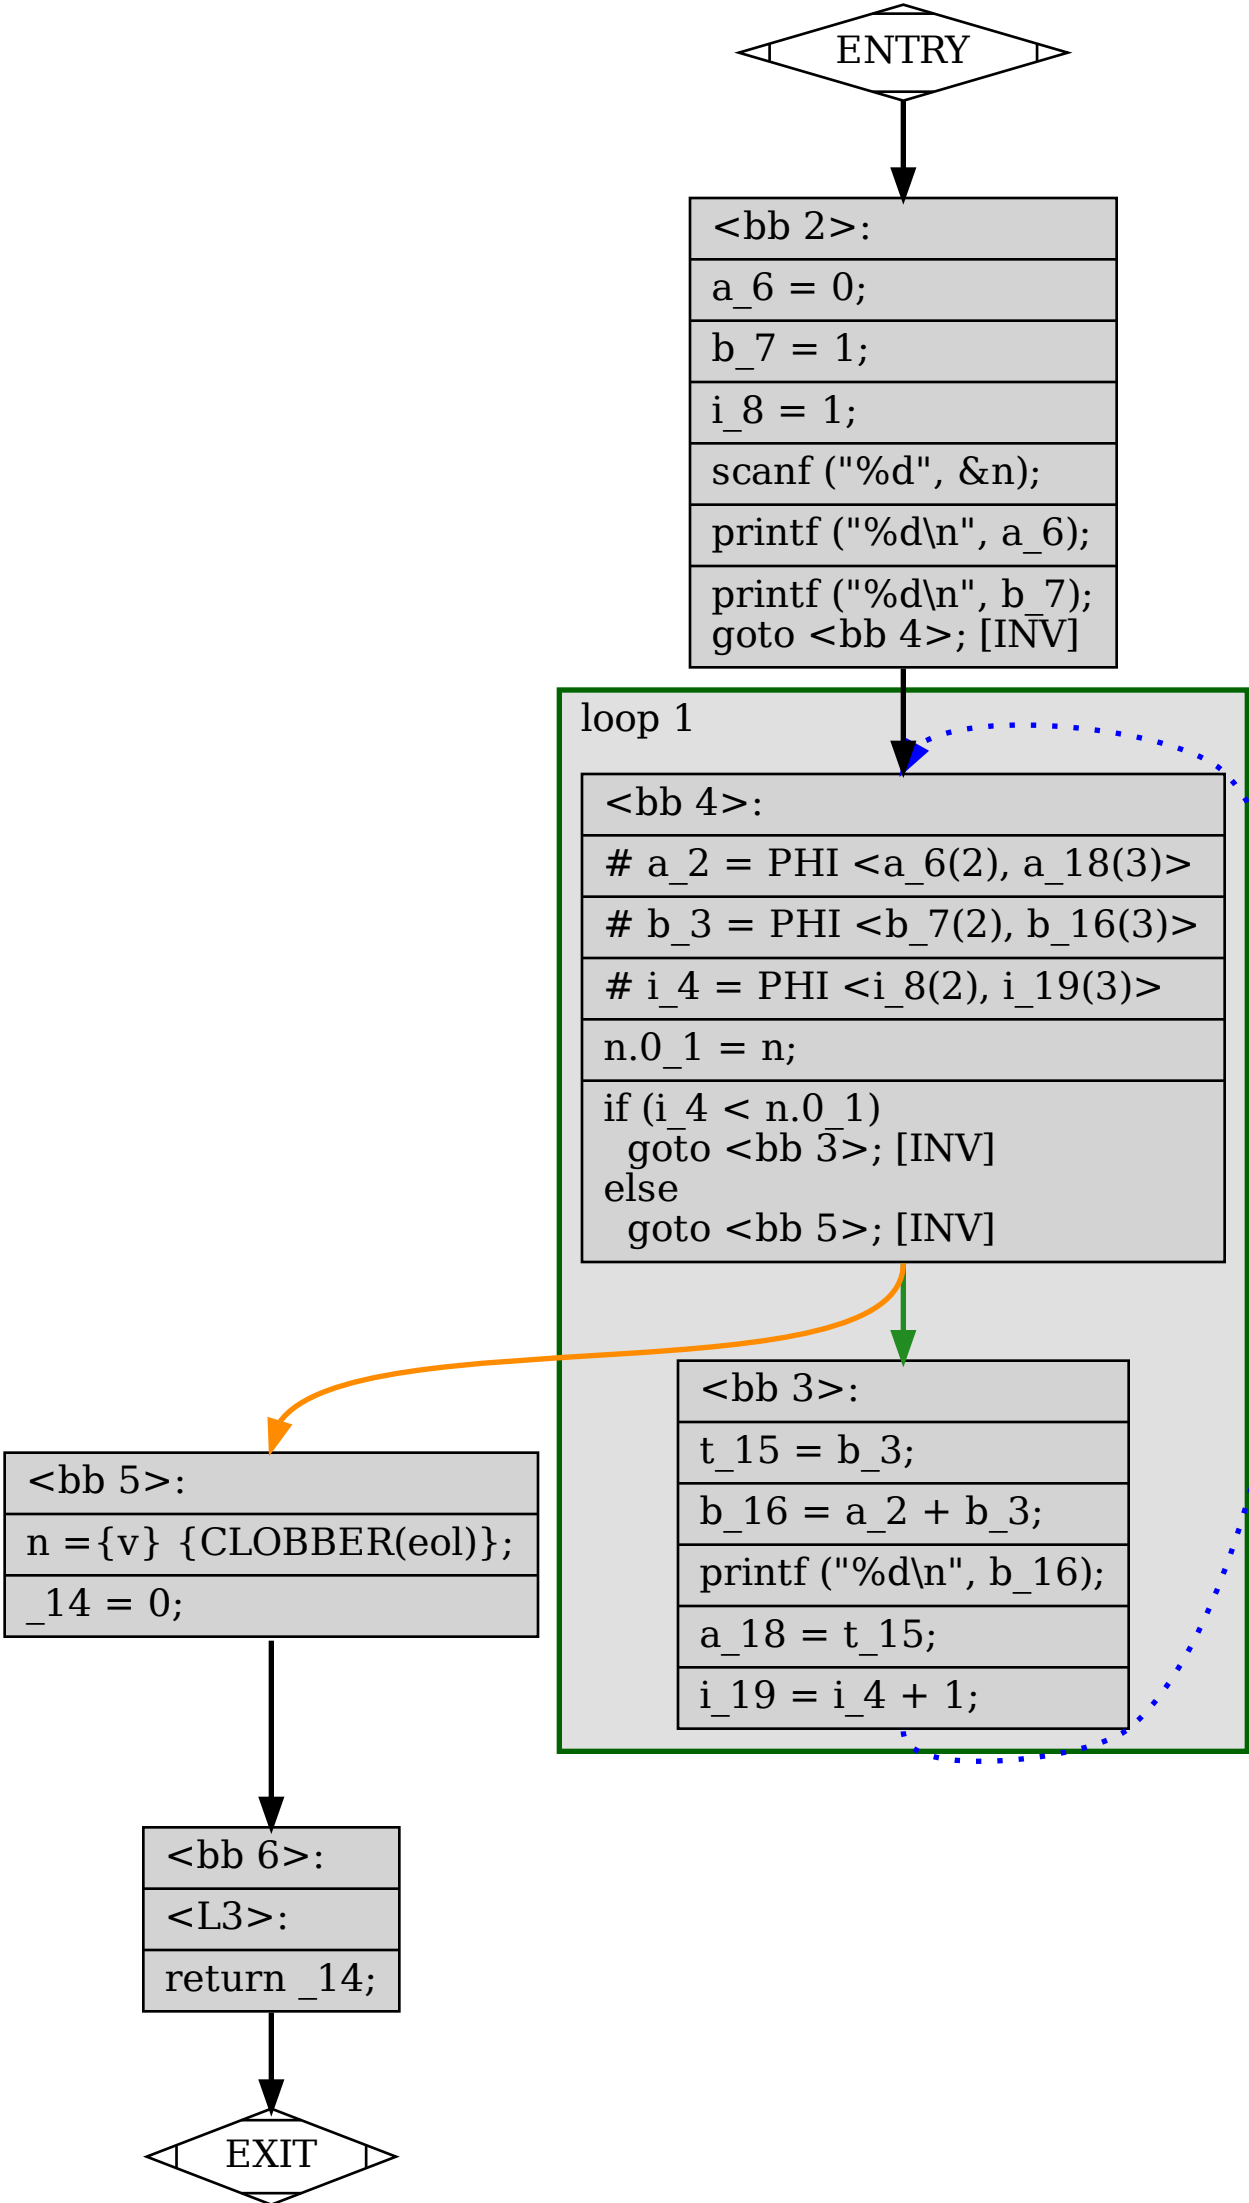 ENTRY
<bb 2>:
a_6 = 0;
b_7 = 1;
i_8 = 1;
scanf ("%d", &n);
printf ("%d\n", a_6);
printf ("%d\n", b_7);
goto <bb 4>; [INV]
loop 1
<bb 4>:
# a_2 = PHI <a_6(2), a_18(3)>
# b_3 = PHI <b_7(2), b_16(3)>
# i_4 = PHI <i_8(2), i_19(3)>
n.0_1 = n;
if (i_4 < n.0_1)
  goto <bb 3>; [INV]
else
  goto <bb 5>; [INV]
<bb 3>:
t_15 = b_3;
b_16 = a_2 + b_3;
printf ("%d\n", b_16);
a_18 = t_15;
i_19 = i_4 + 1;
<bb 5>:
n ={v} {CLOBBER(eol)};
_14 = 0;
<bb 6>:
<L3>:
return _14;
EXIT